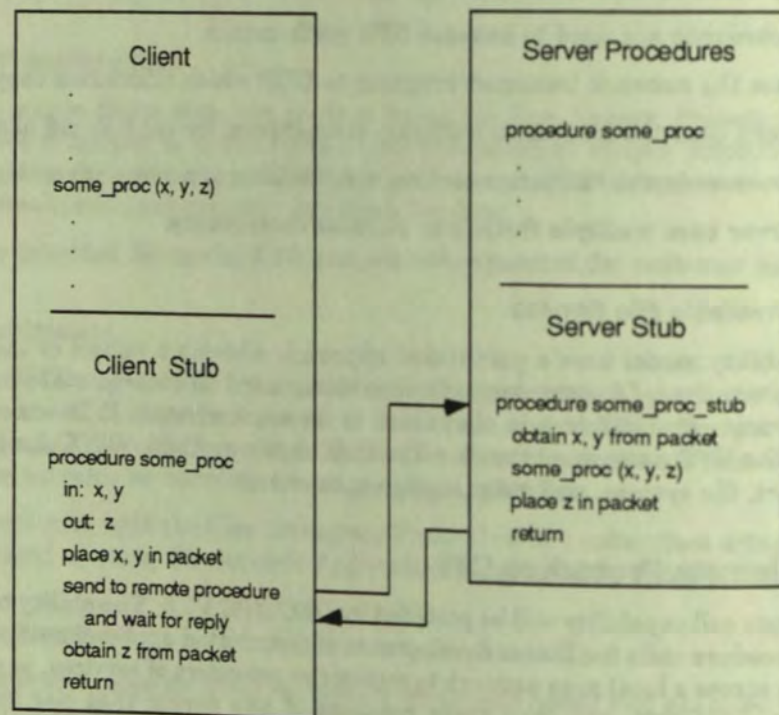 Client
.
.
.
some_proc (x, y, z)
.
.
.
Client Stub
procedure some_proc
in: x, y
out: z
place x, y in packet
send to remote procedure
and wait for reply
obtain z from packet
return
Server Procedures
procedure some_proc
.
.
.
Server Stub
procedure some_proc_stub
obtain x, y from packet
some_proc (x, y, z)
place z in packet
return